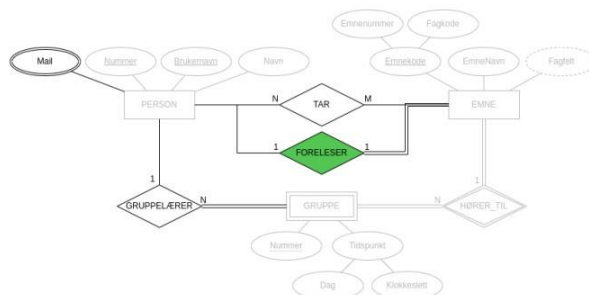 Emnenummer
Fagkode
Mail
Nummer
Brukernavn
Navn
Emnekode
EmneNavn
Fagfelt
PERSON
N
TAR
M
EMNE
1
FORELESER
1
1
1
GRUPPELÆRER
N
GRUPPE
N
HØRER_TIL
Nummer
Tidspunkt
Dag
Klokkeslett